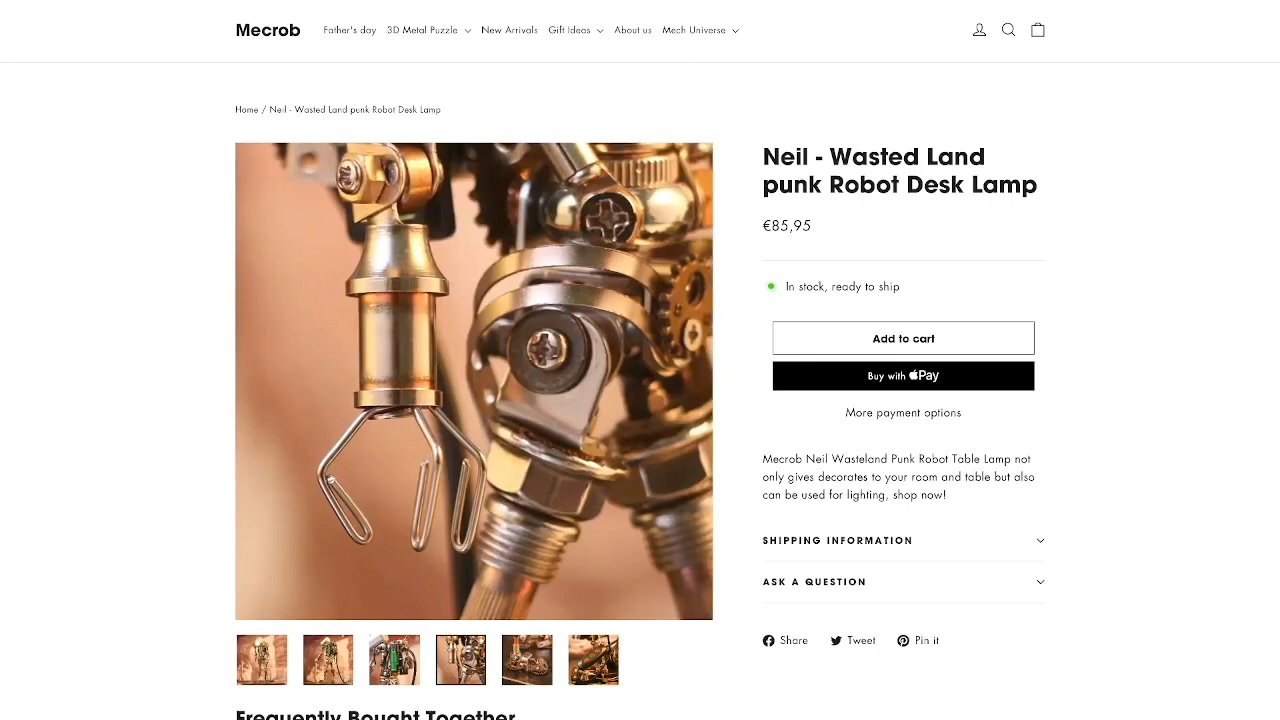 Mecrob
Father's day
3D Metal Puzzle
New Arrivals
Gift Ideas
About us
Mech Universe
Home / Neil - Wasted Land punk Robot Desk Lamp
Neil - Wasted Land
punk Robot Desk Lamp
€85,95
In stock, ready to ship
Add to cart
Buy with Pay
More payment options
Mecrob Neil Wasteland Punk Robot Table Lamp not
only gives decorates to your room and table but also
can be used for lighting, shop now!
SHIPPING INFORMATION
ASK A QUESTION
Share
Tweet
Pin it
Frequently Bought Together